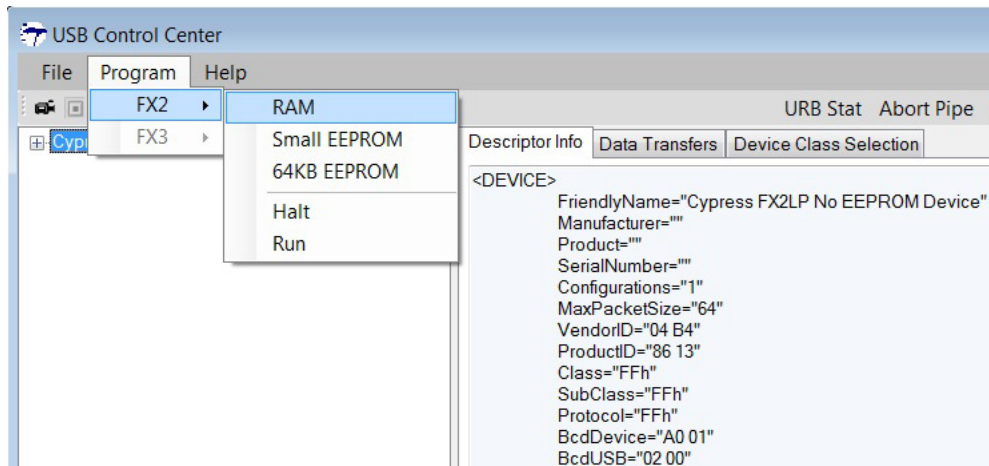 USB Control Center
File Program Help
FX2
FX3
RAM
Small EEPROM
64KB EEPROM
Halt
Run
URB Stat Abort Pipe
Descriptor Info Data Transfers Device Class Selection
<DEVICE>
FriendlyName="Cypress FX2LP No EEPROM Device"
Manufacturer=""
Product=""
SerialNumber=""
Configurations="1"
MaxPacketSize="64"
VendorID="04 B4"
ProductID="86 13"
Class="FFh"
SubClass="FFh"
Protocol="FFh"
BcdDevice="A0 01"
BcdUSB="02 00"